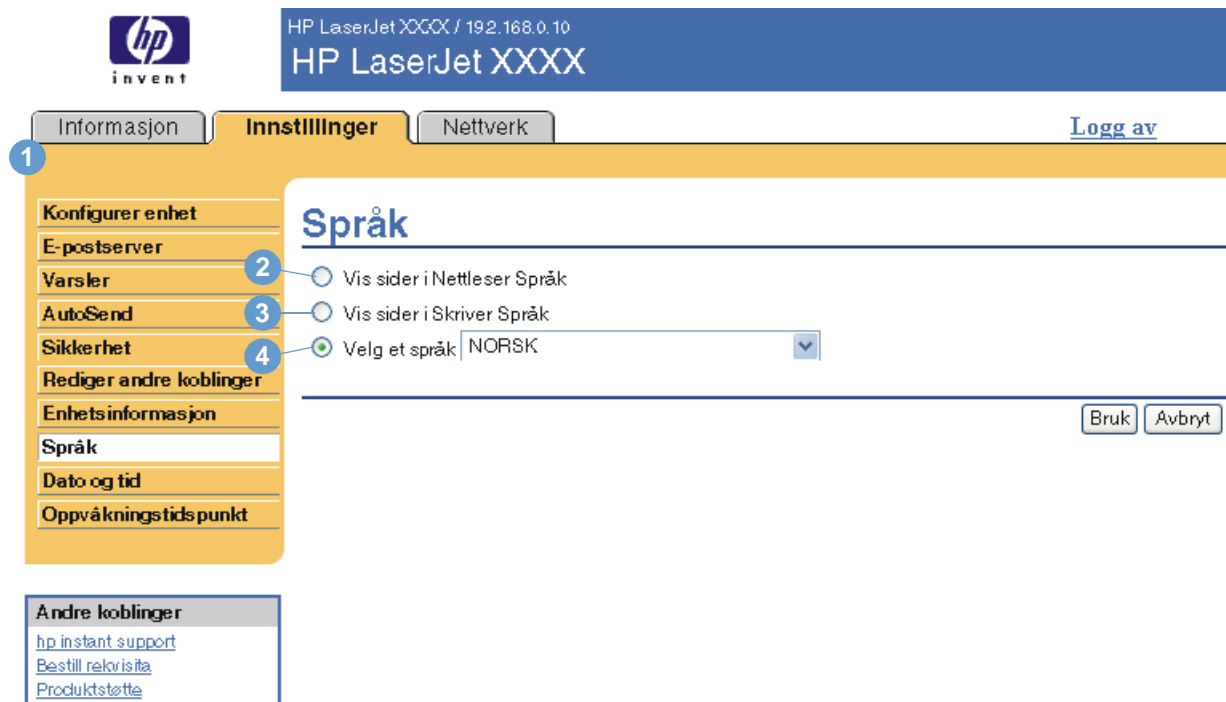 hp
invent
HP LaserJet XXXX / 192.168.0.10
HP LaserJet XXXX
Informasjon
Innstillinger
Nettverk
Logg av
1
Konfigurer enhet
E-postserver
Varsler
AutoSend
Sikkerhet
Rediger andre koblinger
Enhetsinformasjon
Språk
Dato og tid
Oppvåkningstidspunkt
Språk
2 Vis sider i Nettleser Språk
3 Vis sider i Skriver Språk
4 Velg et språk NORSK
Bruk Avbryt
Andre koblinger
hp instant support
Bestill rekvisita
Produktstøtte